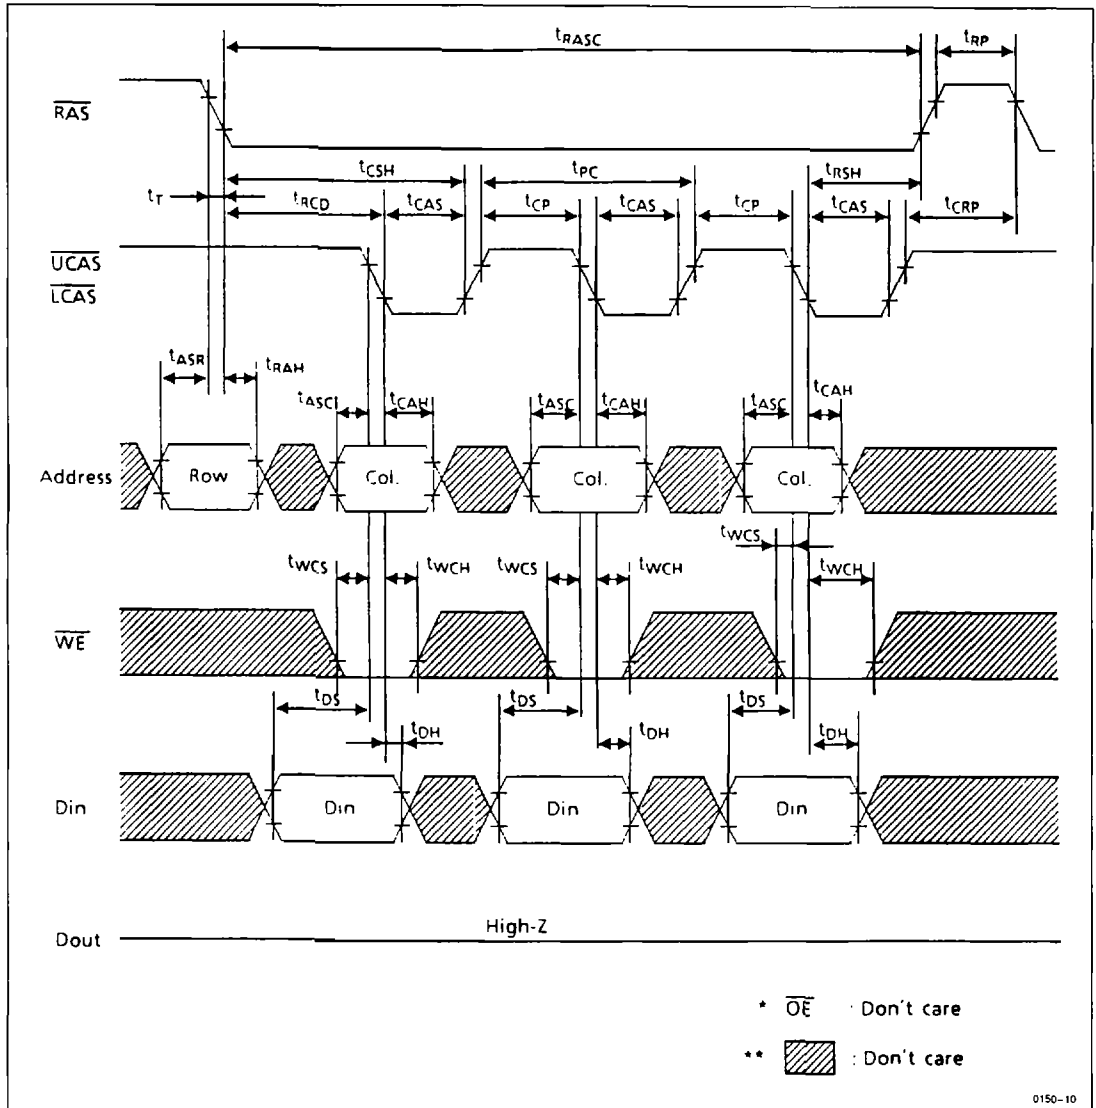 tRASC
tRP
RAS
tCSH
tPC
tRSH
tT
tRCD
tCAS
tCP
tCAS
tCP
tCAS
tCRP
UCAS
LCAS
tASR
tRAH
tASC
tCAH
tASC
tCAH
tASC
tCAH
Address
Row
Col.
Col.
Col.
tWCS
tWCS
tWCH
tWCS
tWCH
tWCH
WE
tDS
tDH
tDS
tDH
tDS
tDH
Din
Din
Din
Din
High-Z
Dout
* OE : Don't care
** : Don't care
0150-10